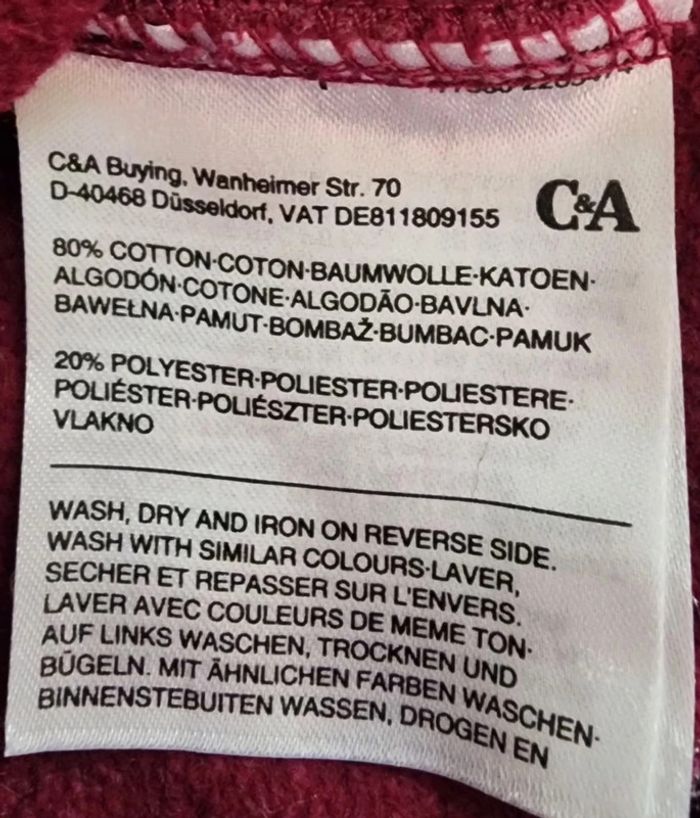 C&A Buying, Wanheimer Str. 70
D-40468 Düsseldorf, VAT DE811809155
C&A
80% COTTON·COTON·BAUMWOLLE·KATOEN·
ALGODÓN·COTONE·ALGODÃO·BAVLNA·
BAWEŁNA·PAMUT·BOMBAŽ·BUMBAC·PAMUK
20% POLYESTER·POLIESTER·POLIESTERE·
POLIÉSTER·POLIÉSZTER·POLIESTERSKO
VLAKNO
WASH, DRY AND IRON ON REVERSE SIDE.
WASH WITH SIMILAR COLOURS·LAVER,
SECHER ET REPASSER SUR L'ENVERS.
LAVER AVEC COULEURS DE MEME TON·
AUF LINKS WASCHEN, TROCKNEN UND
BÜGELN. MIT ÄHNLICHEN FARBEN WASCHEN·
BINNENSTEBUITEN WASSEN, DROGEN EN